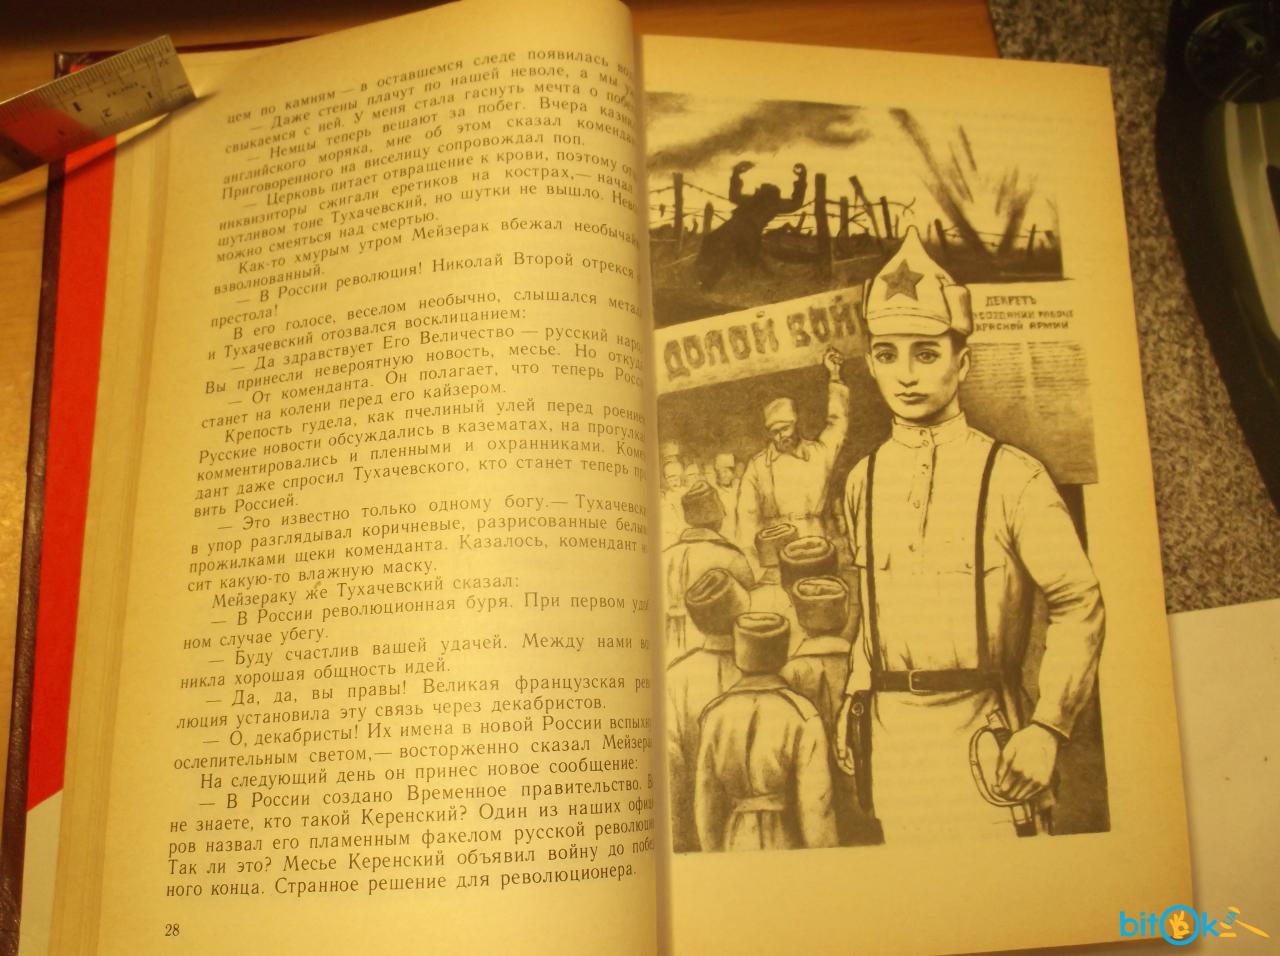 цем по камням — в оставшемся следе появилась
— Даже стены плачут по нашей неволе, а мы
свыкаемся с ней. У меня стала гаснуть мечта о
— Немцы теперь вешают за побег. Вчера
английского моряка, мне об этом сказал
Приговоренного на виселицу сопровождал поп.
— Церковь питает отвращение к крови, поэтому
инквизиторы сжигали еретиков на кострах,— начал
шутливом тоне Тухачевский, но шутки не вышло.
можно смеяться над смертью.
Как-то хмурым утром Мейзерак вбежал
взволнованный.
— В России революция! Николай Второй отрекся
престола!
В его голосе, веселом необычно, слышался
и Тухачевский отозвался восклицанием:
— Да здравствует Его Величество — русский
Вы принесли невероятную новость, месье. Но
— От коменданта. Он полагает, что теперь
станет на колени перед его кайзером.
Крепость гудела, как пчелиный улей перед
Русские новости обсуждались в казематах, на
комментировались и пленными и охранниками.
дант даже спросил Тухачевского, кто станет теперь
вить Россией.
— Это известно только одному богу.—
в упор разглядывал коричневые, разрисованные
прожилками щеки коменданта. Казалось, комендант
сит какую-то влажную маску.
Мейзераку же Тухачевский сказал:
— В России революционная буря. При первом
ном случае убегу.
— Буду счастлив вашей удачей. Между нами
никла хорошая общность идей.
— Да, да, вы правы! Великая французская
люция установила эту связь через декабристов.
— О, декабристы! Их имена в новой России
ослепительным светом,— восторженно сказал
На следующий день он принес новое сообщение:
— В России создано Временное правительство.
не знаете, кто такой Керенский? Один из наших
ров назвал его пламенным факелом русской
Так ли это? Месье Керенский объявил войну до
ного конца. Странное решение для революционера.
28
ДОЛОЙ
ДЕКРЕТЪ
СОЗДАНИИ РАБОЧЕ
КРАСНОЙ АРМИИ
1
2
bitOk